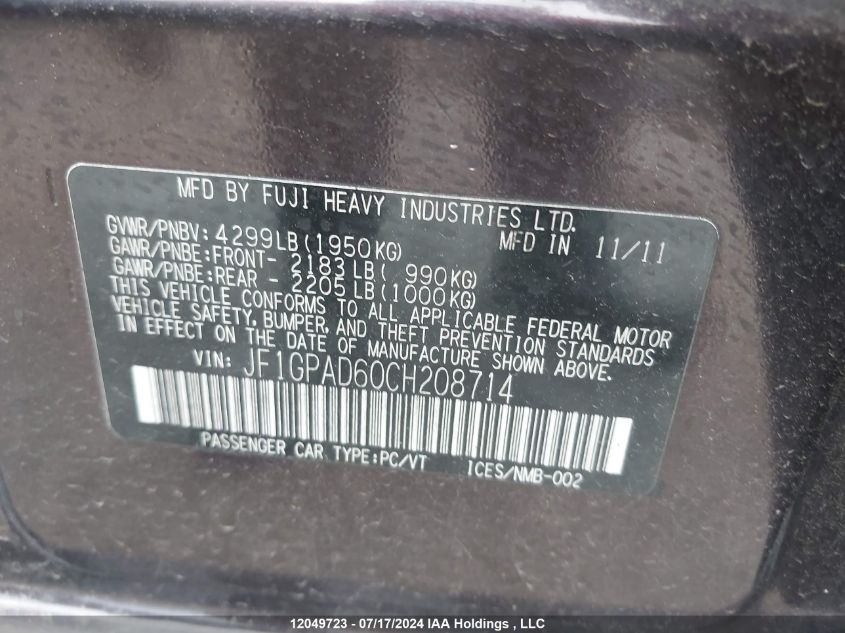 MFD BY FUJI HEAVY INDUSTRIES LTD.
GVWR/PNBV: 4299LB(1950KG) MFD IN 11/11
GAWR/PNBE:FRONT- 2183LB( 990KG)
GAWR/PNBE:REAR - 2205LB(1000KG)
THIS VEHICLE CONFORMS TO ALL APPLICABLE FEDERAL MOTOR
VEHICLE SAFETY, BUMPER, AND THEFT PREVENTION STANDARDS
IN EFFECT ON THE DATE OF MANUFACTURE SHOWN ABOVE.
VIN: JF1GPAD60CH208714
PASSENGER CAR TYPE:PC/VT ICES/NMB-002
12049723 - 07/17/2024 IAA Holdings , LLC